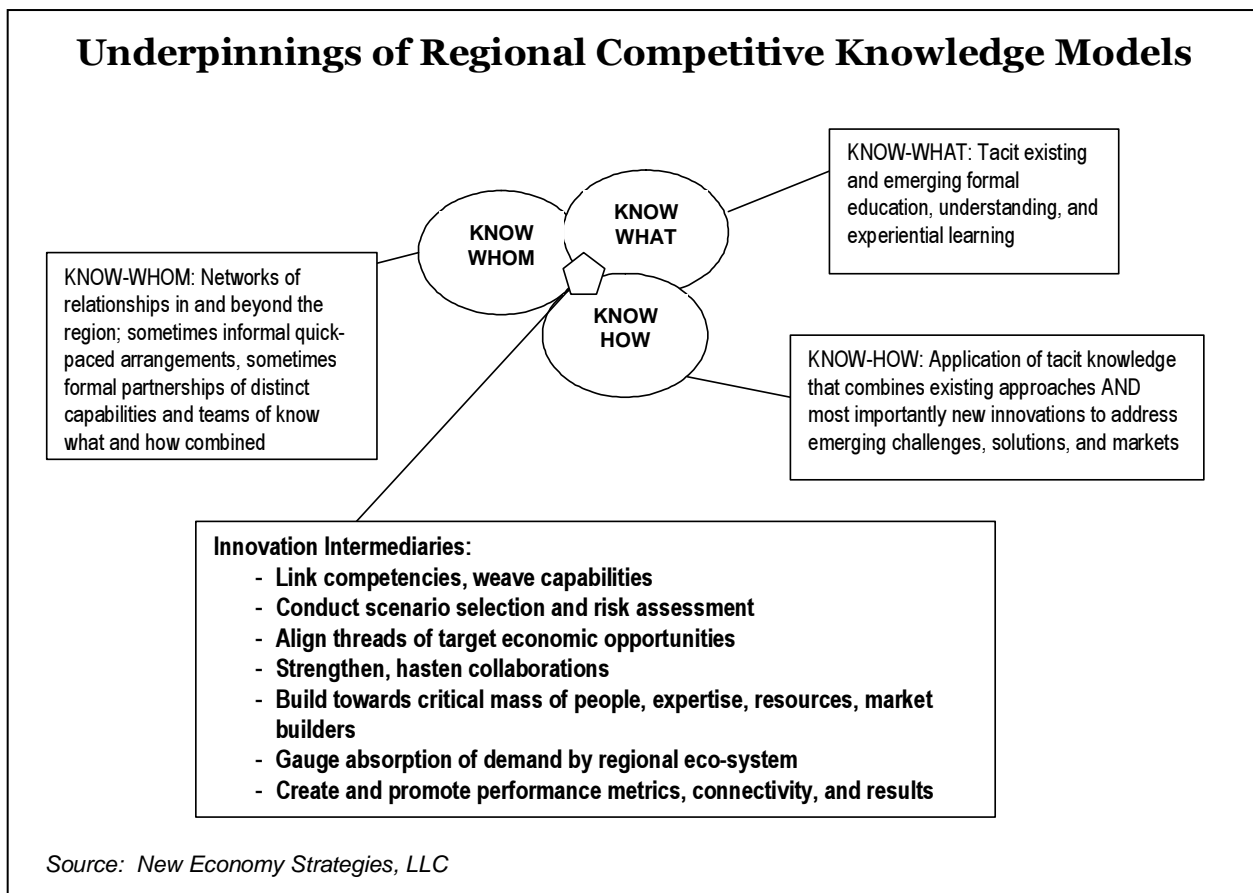 Underpinnings of Regional Competitive Knowledge Models
KNOW-WHAT: Tacit existing
and emerging formal
education, understanding, and
experiential learning
KNOW
WHAT
KNOW
WHOM
KNOW-WHOM: Networks of
relationships in and beyond the
region; sometimes informal quick-
paced arrangements, sometimes
formal partnerships of distinct
capabilities and teams of know
what and how combined
KNOW
HOW
KNOW-HOW: Application of tacit knowledge
that combines existing approaches AND
most importantly new innovations to address
emerging challenges, solutions, and markets
Innovation Intermediaries:
- Link competencies, weave capabilities
- Conduct scenario selection and risk assessment
- Align threads of target economic opportunities
- Strengthen, hasten collaborations
- Build towards critical mass of people, expertise, resources, market
builders
- Gauge absorption of demand by regional eco-system
- Create and promote performance metrics, connectivity, and results
Source: New Economy Strategies, LLC